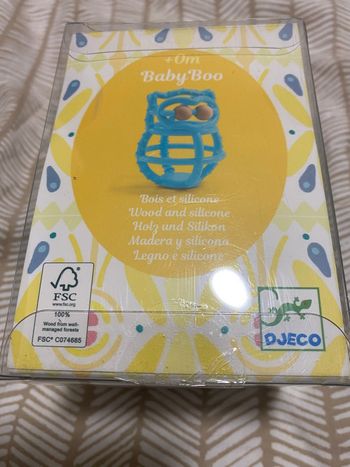 +0m
BabyBoo
Bois et silicone
Wood and silicone
Holz und Silikon
Madera y silicona
Legno e silicone
FSC
www.fsc.org
100%
Wood from well-
managed forests
FSC® C074685
DJECO